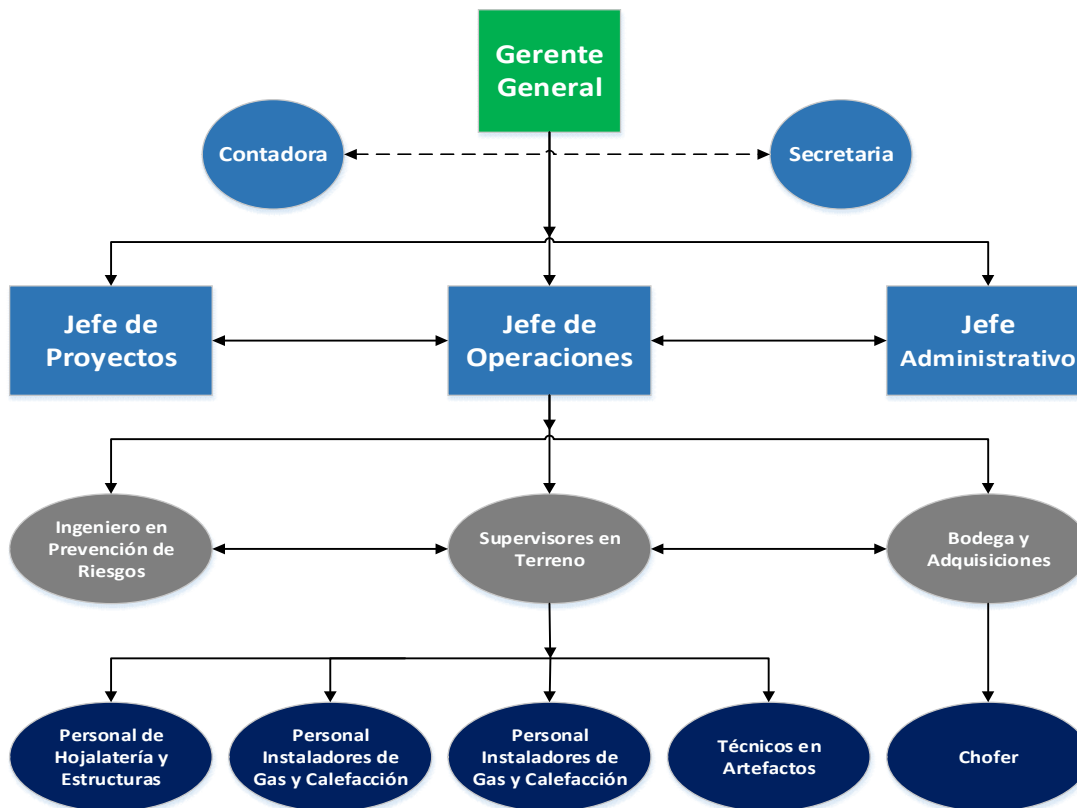 Gerente
General
Contadora
Secretaria
Jefe de
Proyectos
Jefe de
Operaciones
Jefe
Administrativo
Ingeniero en
Prevención de
Riesgos
Supervisores en
Terreno
Bodega y
Adquisiciones
Personal de
Hojalatería y
Estructuras
Personal
Instaladores de
Gas y Calefacción
Personal
Instaladores de
Gas y Calefacción
Técnicos en
Artefactos
Chofer